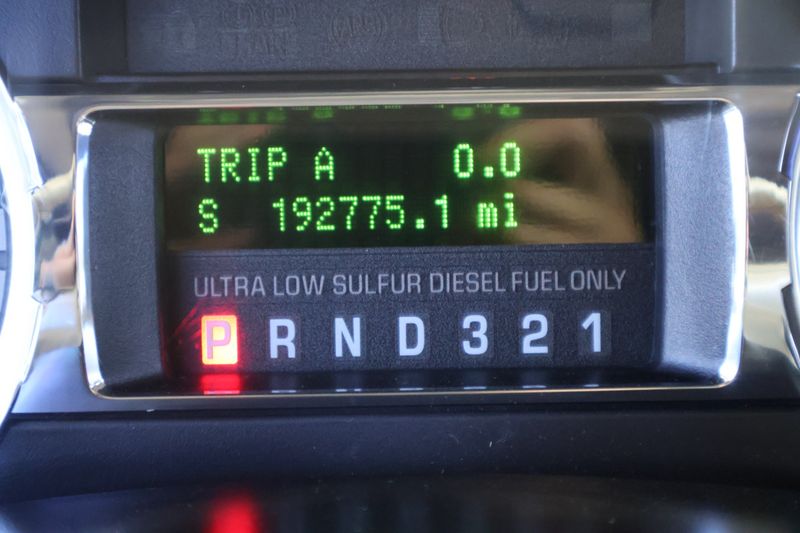 TRIP A 0.0
S 192775.1 mi
ULTRA LOW SULFUR DIESEL FUEL ONLY
P R N D 3 2 1